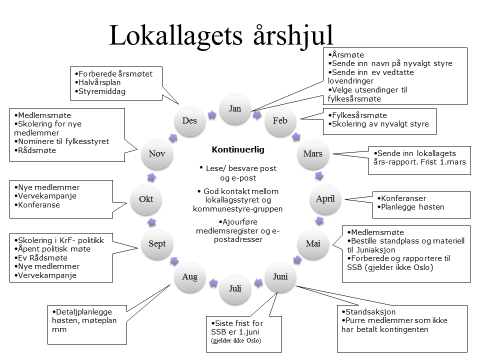 Lokallagets årshjul
•Årsmøte
•Sende inn navn på nyvalgt styre
•Sende inn ev vedtatte
lovendringer
•Velge utsendinger til
fylkesårsmøte
•Forberede årsmøtet
•Halvårsplan
•Styremiddag
Jan
Des
Feb
•Fylkesårsmøte
•Skolering av nyvalgt styre
•Medlemsmøte
•Skolering for nye
medlemmer
•Nominere til fylkesstyret
•Rådsmøte
Nov
Mars
•Sende inn lokallagets
års-rapport. Frist 1.mars
Kontinuerlig
• Lese/ besvare post
og e-post
• God kontakt mellom
lokallagsstyret og
kommunestyre-gruppen
•Ajourføre
medlemsregister og e-
postadresser
•Nye medlemmer
•Vervekampanje
•Konferanse
Okt
April
•Konferanser
•Planlegge høsten
•Skolering i KrF- politikk
•Åpent politisk møte
•Ev Rådsmøte
•Nye medlemmer
•Vervekampanje
Sept
Mai
•Medlemsmøte
•Bestille standplass og materiell
til Juniaksjon
•Forberede og rapportere til
SSB (gjelder ikke Oslo)
Aug
Juli
Juni
•Detaljplanlegge
høsten, møteplan
mm
•Siste frist for
SSB er 1.juni
(gjelder ikke Oslo)
•Standsaksjon
•Purre medlemmer som ikke
har betalt kontingenten